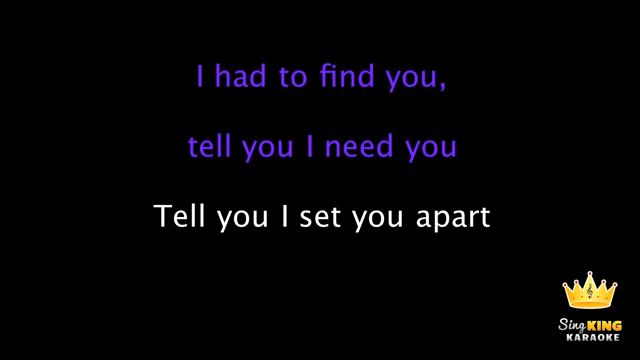 I had to find you,
tell you I need you
Tell you I set you apart
Sing KING
KARAOKE